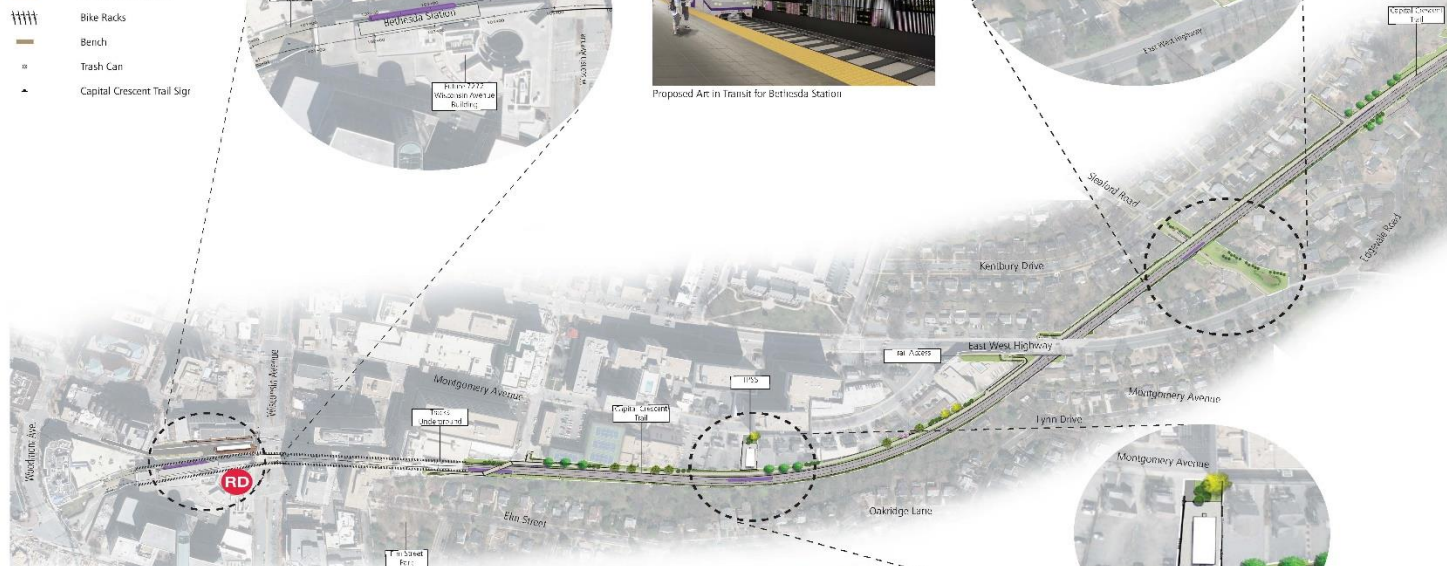 Bike Racks
Bench
Trash Can
Capital Crescent Trail Sign
Bethesda Station
Future 7272
Wisconsin Avenue
Building
Proposed Art in Transit for Bethesda Station
East West Highway
Capital Crescent
Trail
Sleaford Road
Edgevale Road
Kentbury Drive
East West Highway
Trail Access
Montgomery Avenue
Lynn Drive
Wisconsin Avenue
Montgomery Avenue
TPSS
Tracks
Underground
Capital Crescent
Trail
Woodmont Ave.
RD
Elm Street
Oakridge Lane
Montgomery Avenue
Elm Street
Park